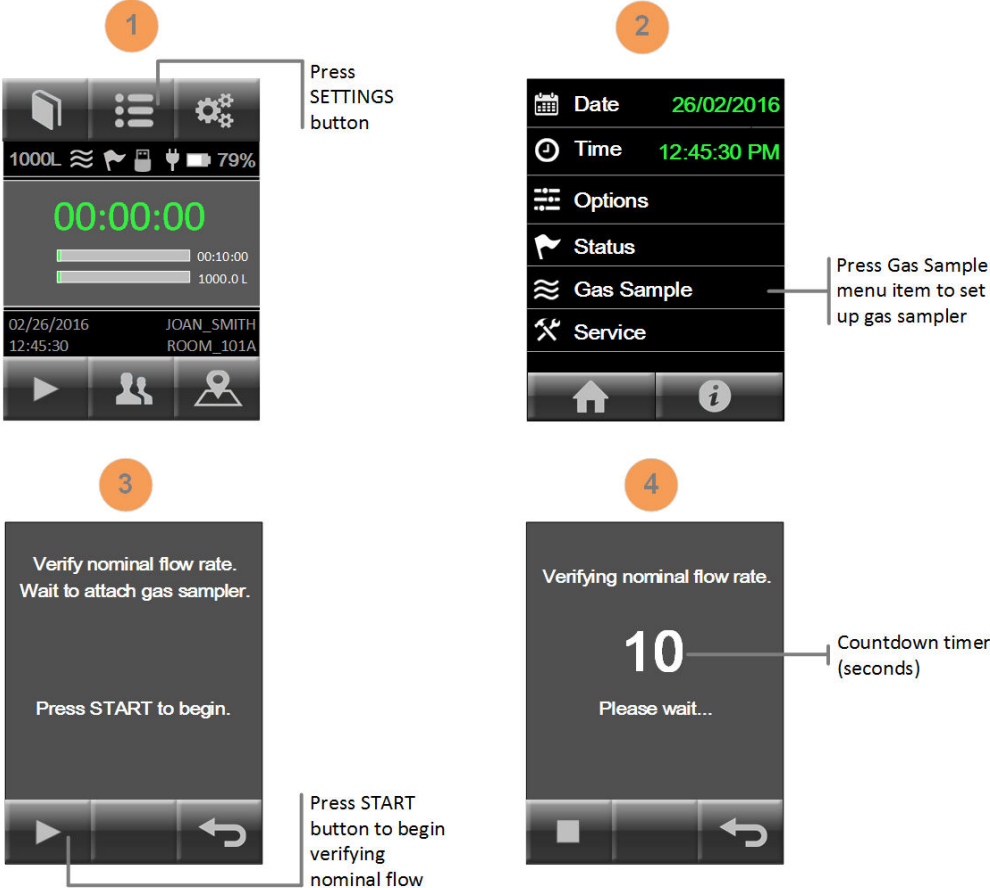 1
Press
SETTINGS
button
1000L 79%
00:00:00
00:10:00
1000.0 L
02/26/2016 JOAN_SMITH
12:45:30 ROOM_101A
2
Date 26/02/2016
Time 12:45:30 PM
Options
Status
Gas Sample
Service
Press Gas Sample
menu item to set
up gas sampler
3
Verify nominal flow rate.
Wait to attach gas sampler.
Press START to begin.
Press START
button to begin
verifying
nominal flow
4
Verifying nominal flow rate.
10
Please wait...
Countdown timer
(seconds)